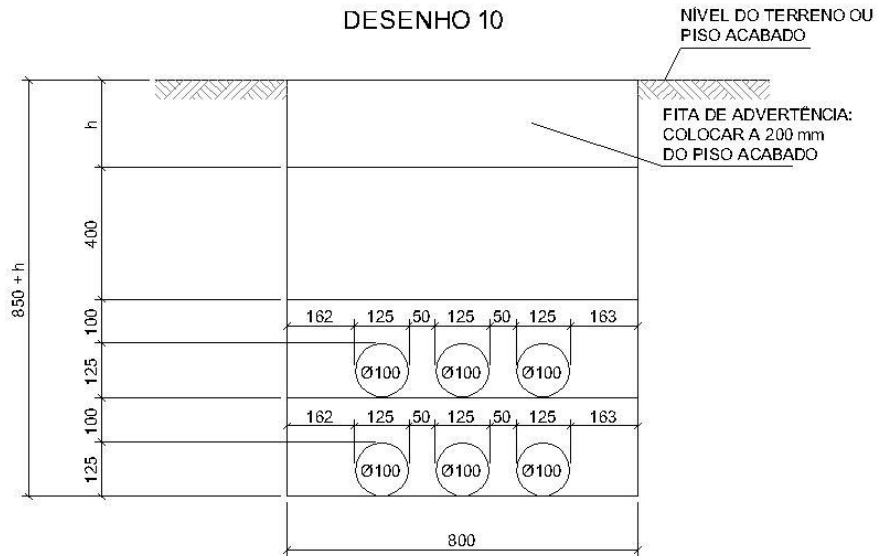 DESENHO 10
NÍVEL DO TERRENO OU
PISO ACABADO
FITA DE ADVERTÊNCIA:
COLOCAR A 200 mm
DO PISO ACABADO
h
400
850 + h
100
162 125 50 125 50 125 163
125
Ø100 Ø100 Ø100
100
162 125 50 125 50 125 163
125
Ø100 Ø100 Ø100
800